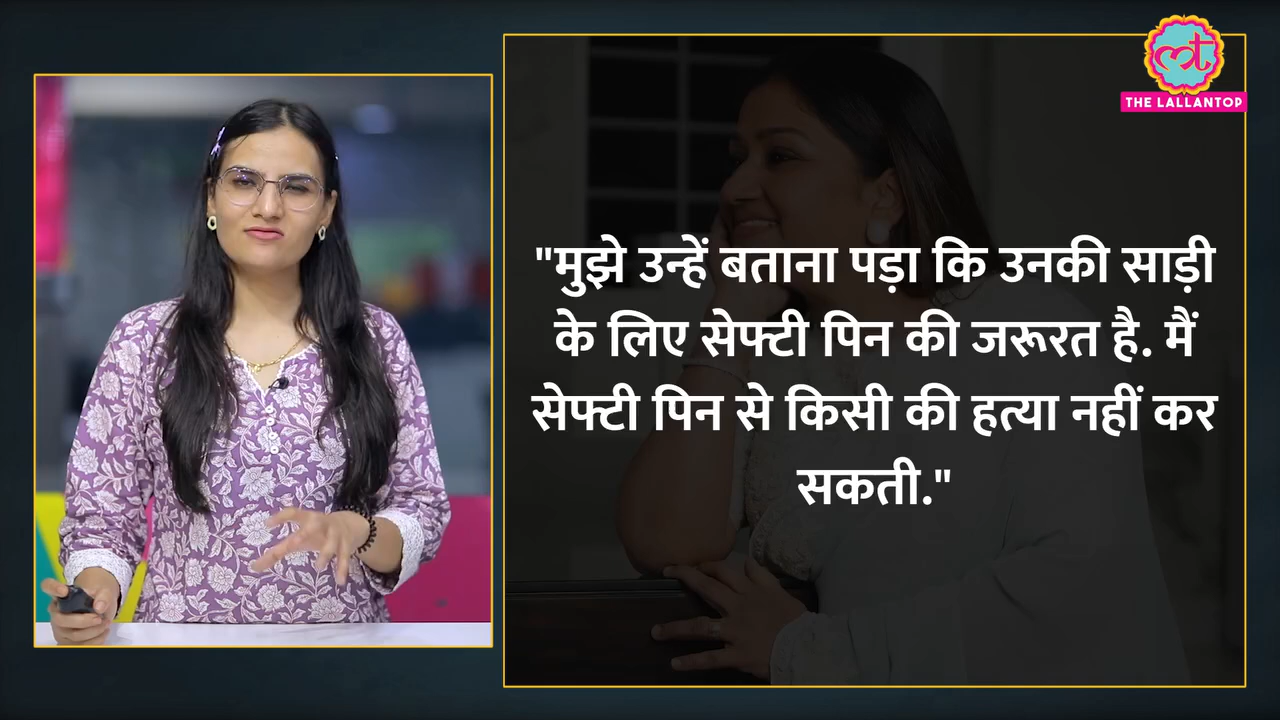 THE LALLANTOP
"मुझे उन्हें बताना पड़ा कि उनकी साड़ी
के लिए सेफ्टी पिन की जरूरत है. मैं
सेफ्टी पिन से किसी की हत्या नहीं कर
सकती."